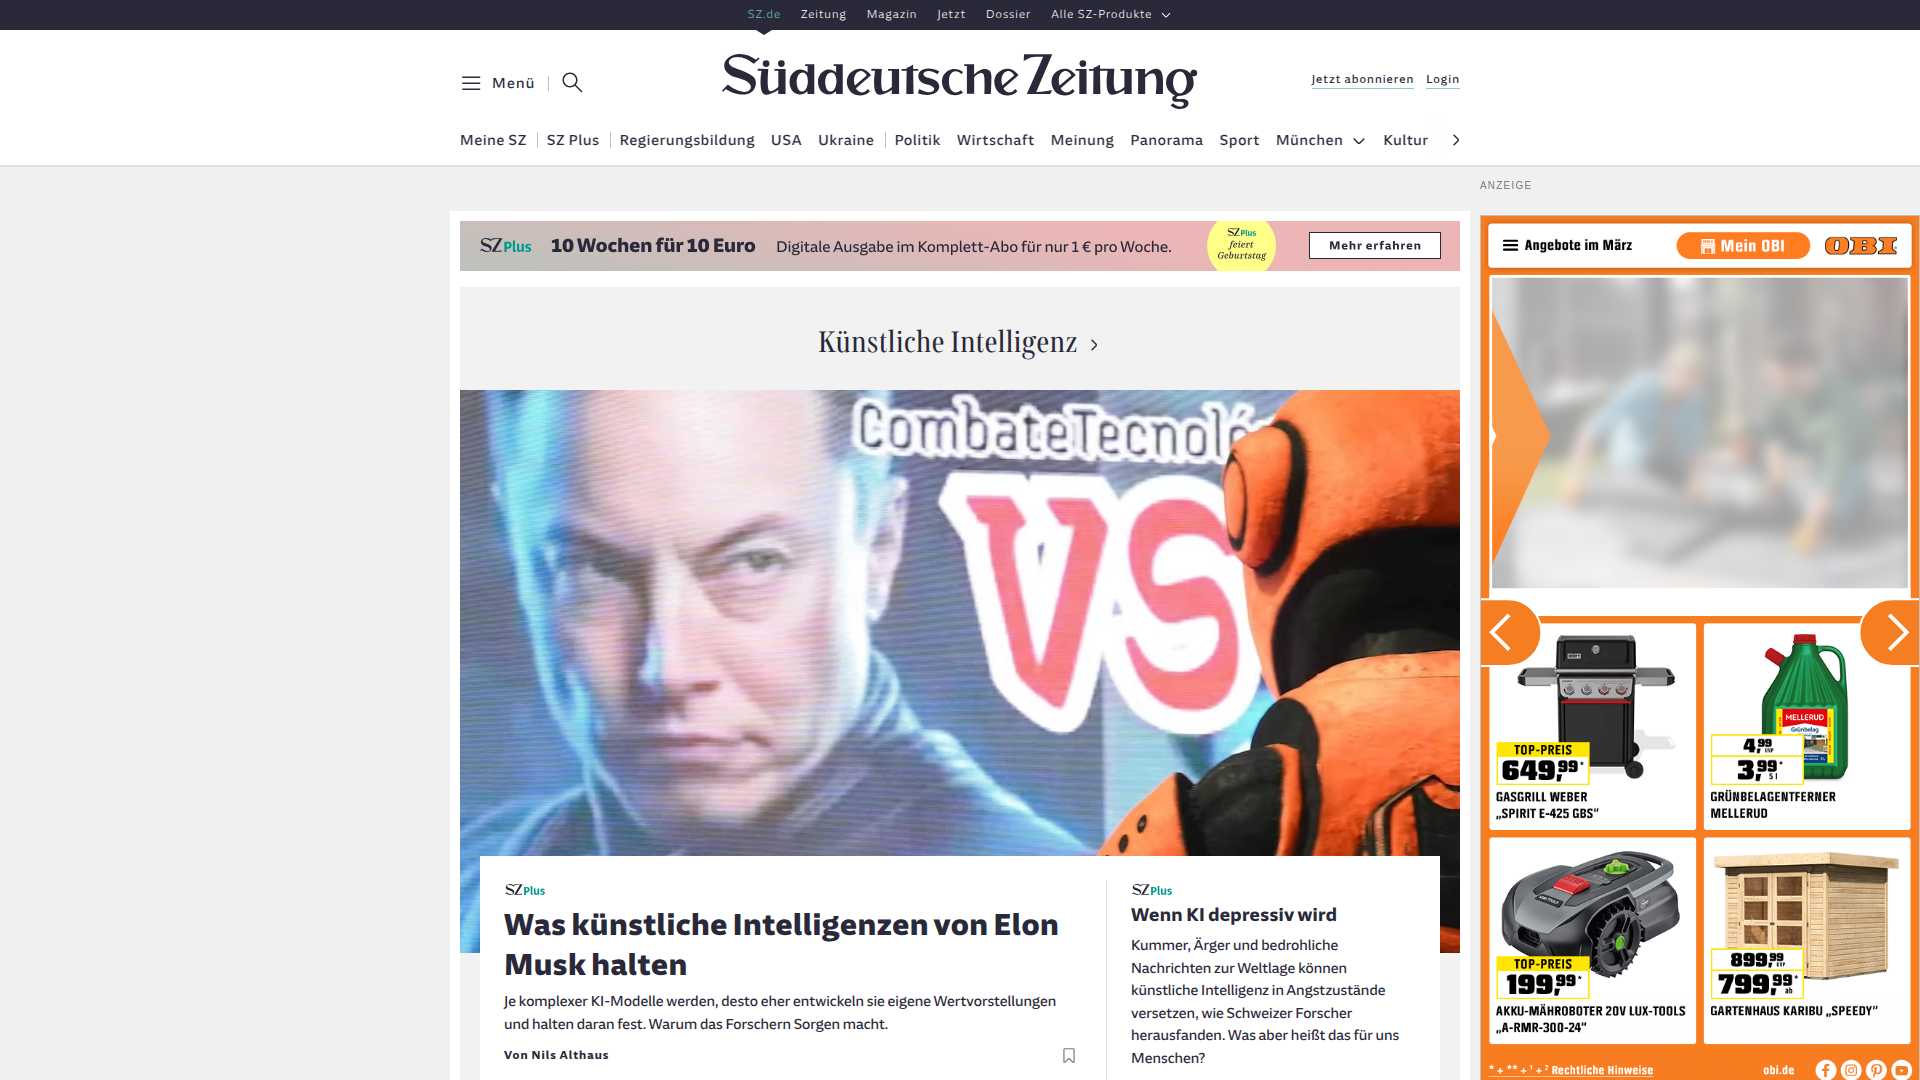 SZ.de Zeitung Magazin Jetzt Dossier Alle SZ-Produkte
Menü
Süddeutsche Zeitung
Jetzt abonnieren Login
Meine SZ SZ Plus Regierungsbildung USA Ukraine Politik Wirtschaft Meinung Panorama Sport München Kultur
ANZEIGE
SZ Plus 10 Wochen für 10 Euro Digitale Ausgabe im Komplett-Abo für nur 1 € pro Woche.
SZ Plus
feiert
Geburtstag
Mehr erfahren
Künstliche Intelligenz
CombateTecnoló
VS
SZ Plus
Was künstliche Intelligenzen von Elon
Musk halten
Je komplexer KI-Modelle werden, desto eher entwickeln sie eigene Wertvorstellungen
und halten daran fest. Warum das Forschern Sorgen macht.
Von Nils Althaus
SZ Plus
Wenn KI depressiv wird
Kummer, Ärger und bedrohliche
Nachrichten zur Weltlage können
künstliche Intelligenz in Angstzustände
versetzen, wie Schweizer Forscher
herausfanden. Was aber heißt das für uns
Menschen?
Angebote im März
Mein OBI
OBI
TOP-PREIS
649,99*
GASGRILL WEBER
„SPIRIT E-425 GBS“
MELLERUD
Grünbelag
4,99 UVP
3,99*
5 l
GRÜNBELAGENTFERNER
MELLERUD
TOP-PREIS
199,99*
AKKU-MÄHROBOTER 20V LUX-TOOLS
„A-RMR-300-24“
899,99 UVP
799,99*
ab
GARTENHAUS KARIBU „SPEEDY“
* + ** + ¹ + ² Rechtliche Hinweise
obi.de